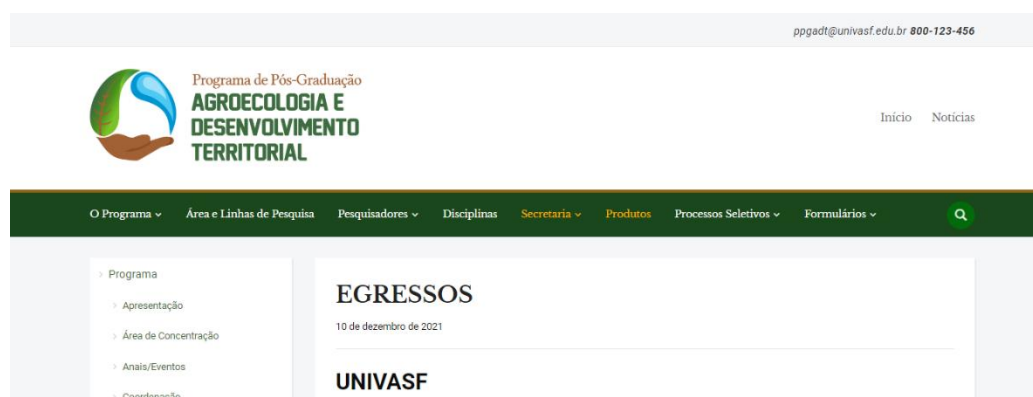 ppgadt@univasf.edu.br 800-123-456
Programa de Pós-Graduação
AGROECOLOGIA E
DESENVOLVIMENTO
TERRITORIAL
Início Notícias
O Programa Área e Linhas de Pesquisa Pesquisadores Disciplinas Secretaria Produtos Processos Seletivos Formulários
Programa
Apresentação
Área de Concentração
Anais/Eventos
Coordenação
EGRESSOS
10 de dezembro de 2021
UNIVASF